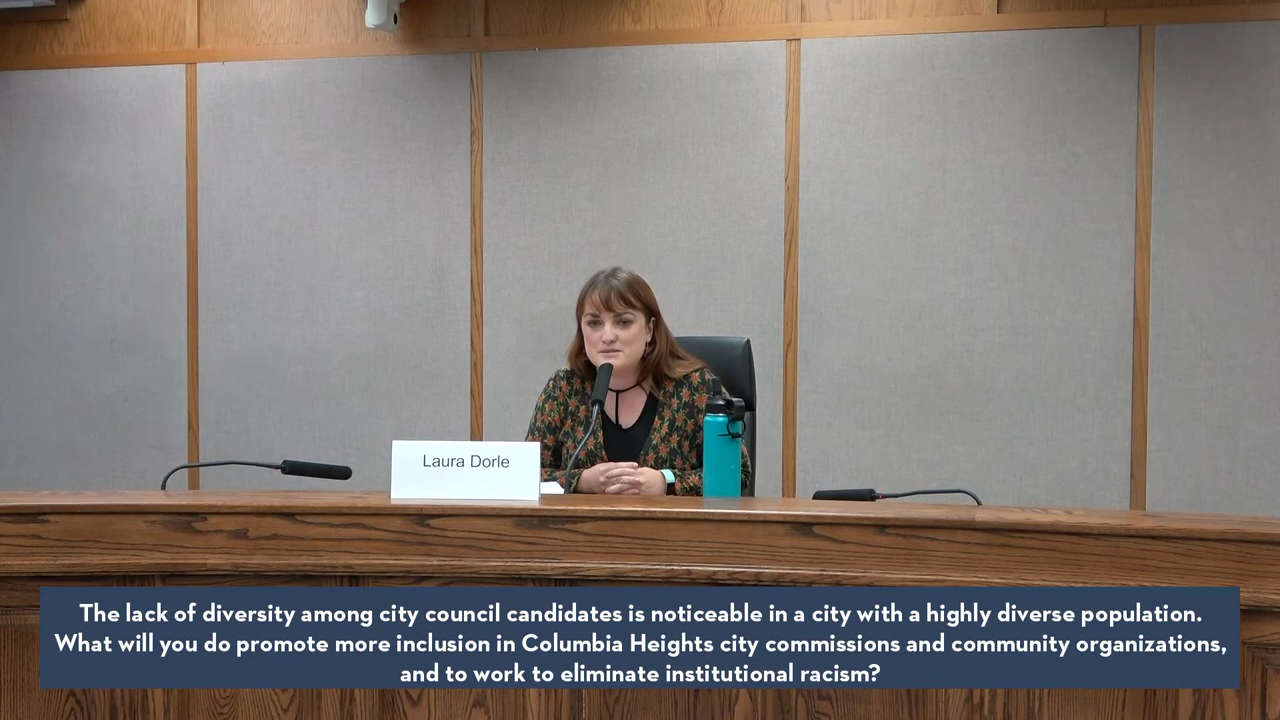 Laura Dorle
The lack of diversity among city council candidates is noticeable in a city with a highly diverse population.
What will you do promote more inclusion in Columbia Heights city commissions and community organizations,
and to work to eliminate institutional racism?